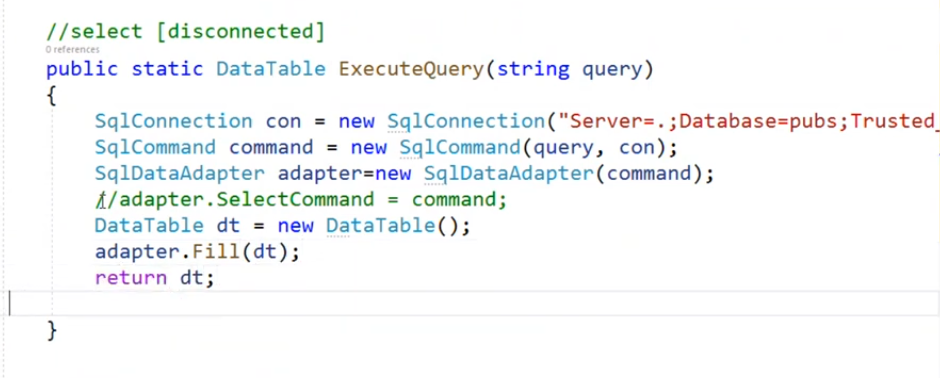 //select [disconnected]
0 references
public static DataTable ExecuteQuery(string query)
{
SqlConnection con = new SqlConnection("Server=.;Database=pubs;Trusted_
SqlCommand command = new SqlCommand(query, con);
SqlDataAdapter adapter=new SqlDataAdapter(command);
//adapter.SelectCommand = command;
DataTable dt = new DataTable();
adapter.Fill(dt);
return dt;
}